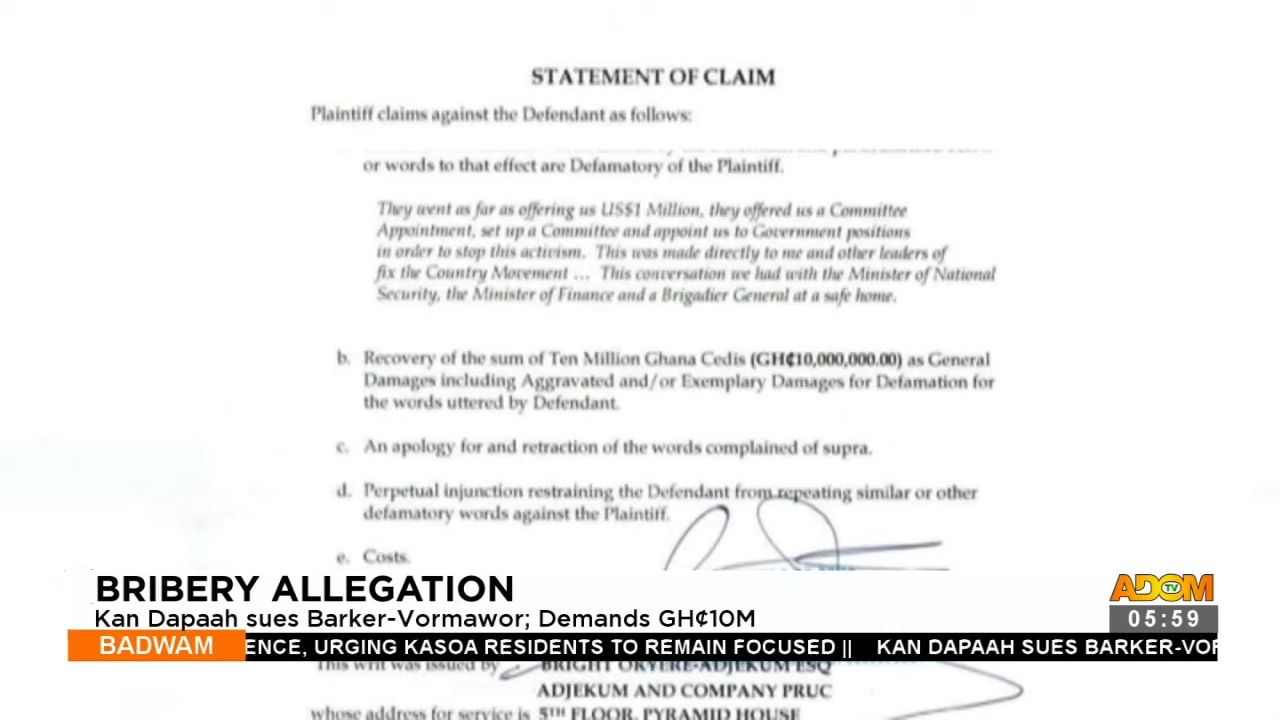 STATEMENT OF CLAIM
Plaintiff claims against the Defendant as follows:
or words to that effect are Defamatory of the Plaintiff.
They went as far as offering us US$1 Million, they offered us a Committee
Appointment, set up a Committee and appoint us to Government positions
in order to stop this activism. This was made directly to me and other leaders of
fix the Country Movement ... This conversation we had with the Minister of National
Security, the Minister of Finance and a Brigadier General at a safe home.
b. Recovery of the sum of Ten Million Ghana Cedis (GH₵10,000,000.00) as General
Damages including Aggravated and/or Exemplary Damages for Defamation for
the words uttered by Defendant.
c. An apology for and retraction of the words complained of supra.
d. Perpetual injunction restraining the Defendant from repeating similar or other
defamatory words against the Plaintiff.
e. Costs.
BRIBERY ALLEGATION
Kan Dapaah sues Barker-Vormawor; Demands GH₵10M
ADOM TV
05:59
BADWAM
ENCE, URGING KASOA RESIDENTS TO REMAIN FOCUSED || KAN DAPAAH SUES BARKER-VOR
This writ was issued by BRIGHT OKYERE-ADJEKUM ESQ
ADJEKUM AND COMPANY PRUC
whose address for service is 5TH FLOOR, PYRAMID HOUSE